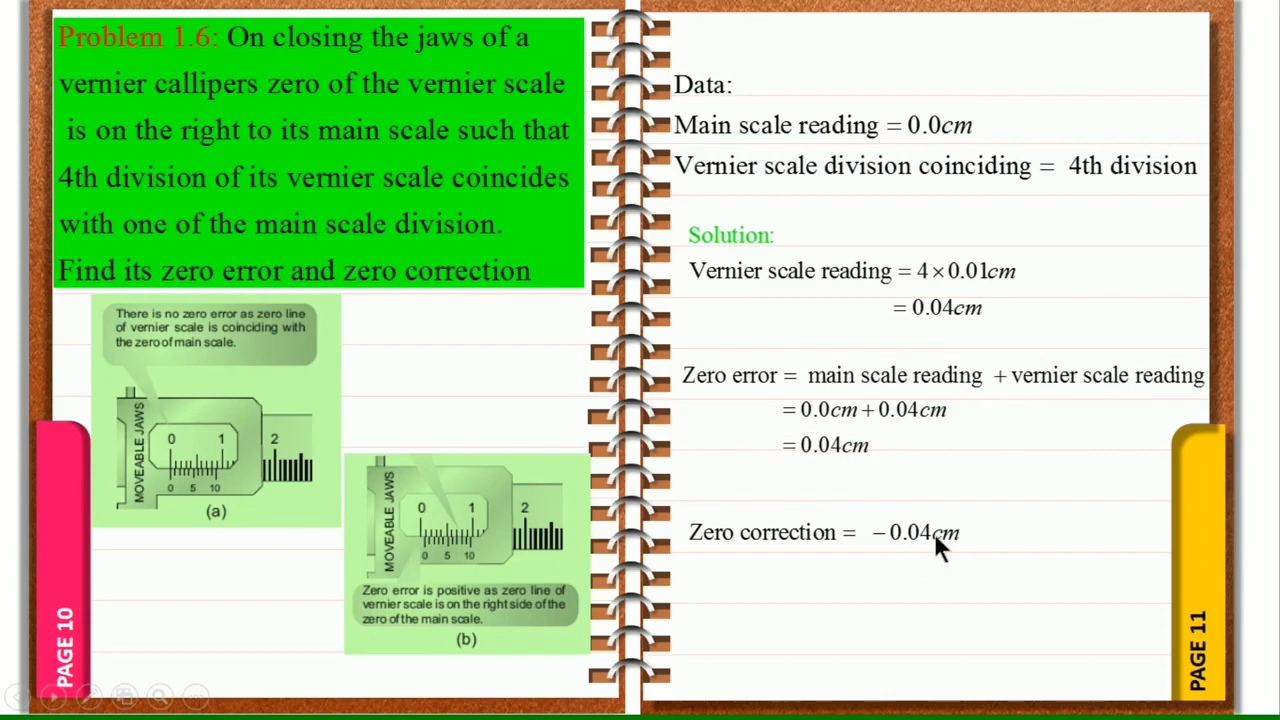 Problem 1.6: On closing the jaws of a
vernier callipers zero of the vernier scale
is on the right to its main scale such that
4th division of its vernier scale coincides
with one of the main scale division.
Find its zero error and zero correction
There is no zero error as zero line
of vernier scale is coinciding with
the zero of main scale.
MOVEABLE JAWS
0 1 2
0 5 10
(a)
MOVEABLE JAWS
0 1 2
0 5 10
Zero error is positive as zero line of
vernier scale is on the right side of the
zero of the main scale.
(b)
PAGE 10
Data:
Main scale reading = 0.0cm
Vernier scale division coinciding = 4th division
Solution:
Vernier scale reading = 4 × 0.01cm
= 0.04cm
Zero error = main scale reading + vernier scale reading
= 0.0cm + 0.04cm
= 0.04cm
Zero correction = − 0.04cm
PAGE 11